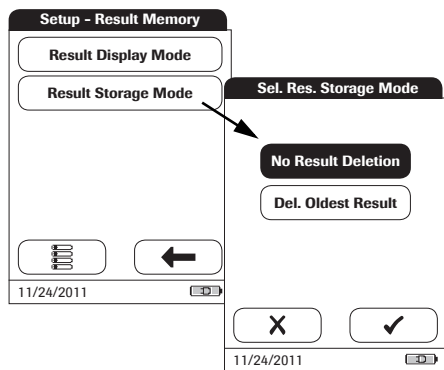 Setup - Result Memory
Result Display Mode
Result Storage Mode
11/24/2011
Sel. Res. Storage Mode
No Result Deletion
Del. Oldest Result
11/24/2011